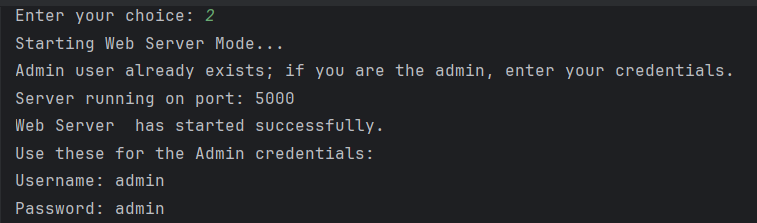 Enter your choice: 2
Starting Web Server Mode...
Admin user already exists; if you are the admin, enter your credentials.
Server running on port: 5000
Web Server  has started successfully.
Use these for the Admin credentials:
Username: admin
Password: admin